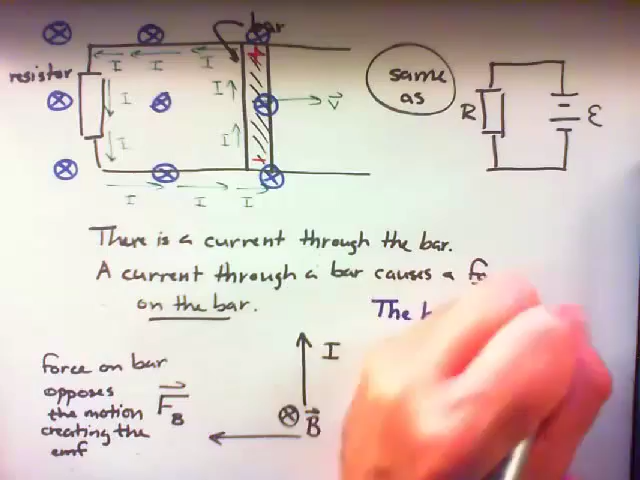 bar
I I I
resistor
I
I
I
I
I I I
V
same
as
R ε
There is a current through the bar.
A current through a bar causes a
on the bar.
The
force on bar
opposes
the motion
creating the
emf
F B
I
B